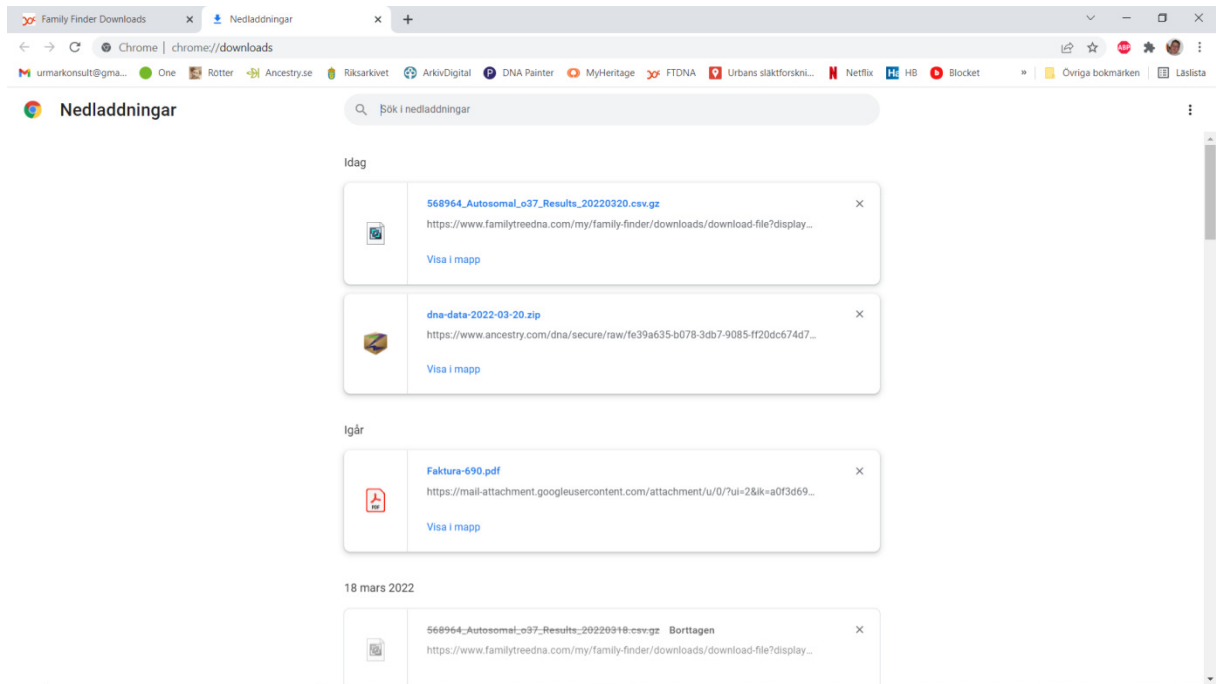 Family Finder Downloads
Nedladdningar
Chrome | chrome://downloads
urmarkonsult@gma... One Rötter Ancestry.se Riksarkivet ArkivDigital DNA Painter MyHeritage FTDNA Urbans släktforskni... Netflix HB Blocket » Övriga bokmärken Läslista
Nedladdningar
Sök i nedladdningar
Idag
568964_Autosomal_o37_Results_20220320.csv.gz
https://www.familytreedna.com/my/family-finder/downloads/download-file?display...
Visa i mapp
dna-data-2022-03-20.zip
https://www.ancestry.com/dna/secure/raw/fe39a635-b078-3db7-9085-ff20dc674d7...
Visa i mapp
Igår
Faktura-690.pdf
https://mail-attachment.googleusercontent.com/attachment/u/0/?ui=2&ik=a0f3d69...
PDF
Visa i mapp
18 mars 2022
568964_Autosomal_o37_Results_20220318.csv.gz Borttagen
https://www.familytreedna.com/my/family-finder/downloads/download-file?display...